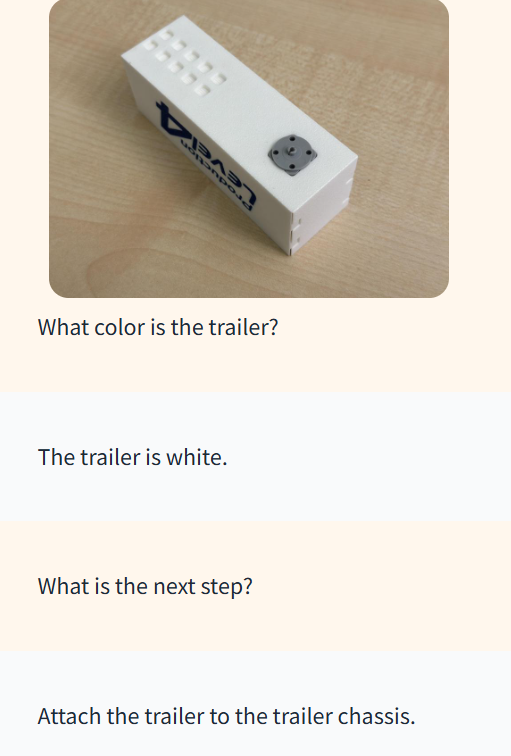 Production
Level 4
What color is the trailer?
The trailer is white.
What is the next step?
Attach the trailer to the trailer chassis.